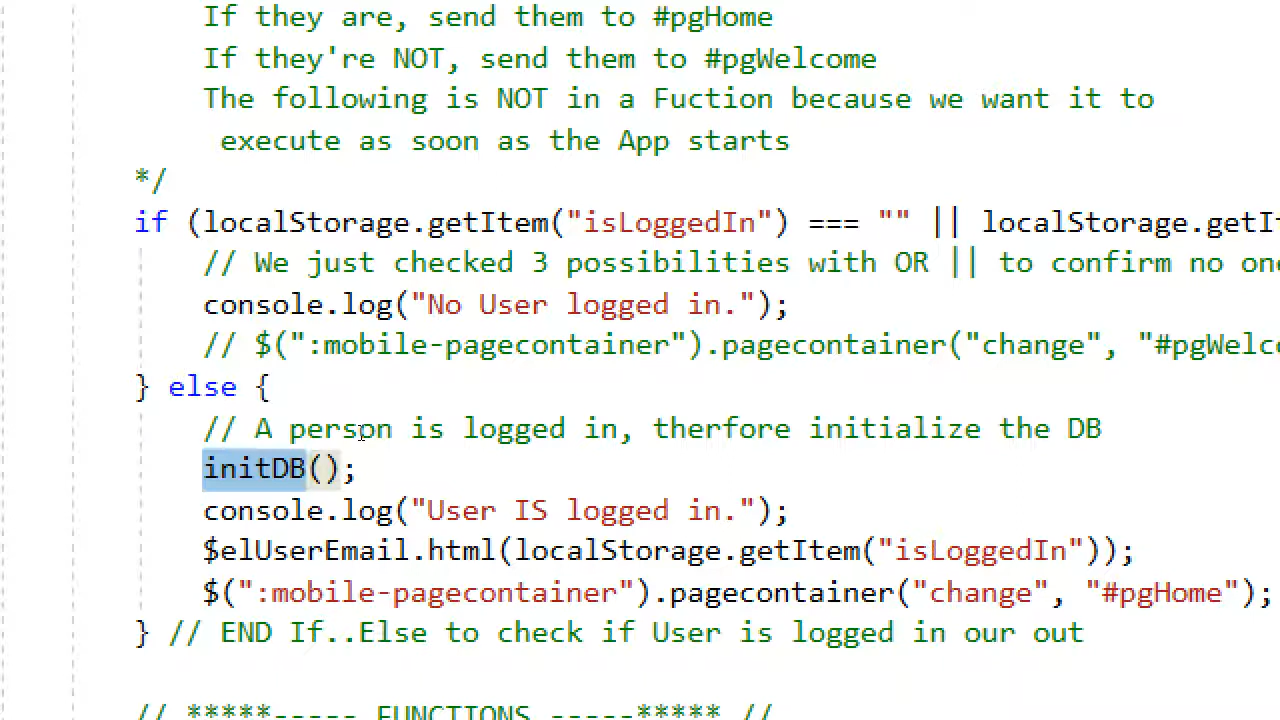 If they are, send them to #pgHome
If they're NOT, send them to #pgWelcome
The following is NOT in a Fuction because we want it to
execute as soon as the App starts
*/
if (localStorage.getItem("isLoggedIn") === "" || localStorage.getI
// We just checked 3 possibilities with OR || to confirm no one
console.log("No User logged in.");
// $(":mobile-pagecontainer").pagecontainer("change", "#pgWelco
} else {
// A person is logged in, therfore initialize the DB
initDB();
console.log("User IS logged in.");
$elUserEmail.html(localStorage.getItem("isLoggedIn"));
$(":mobile-pagecontainer").pagecontainer("change", "#pgHome");
} // END If..Else to check if User is logged in our out
// *****----- FUNCTIONS -----***** //